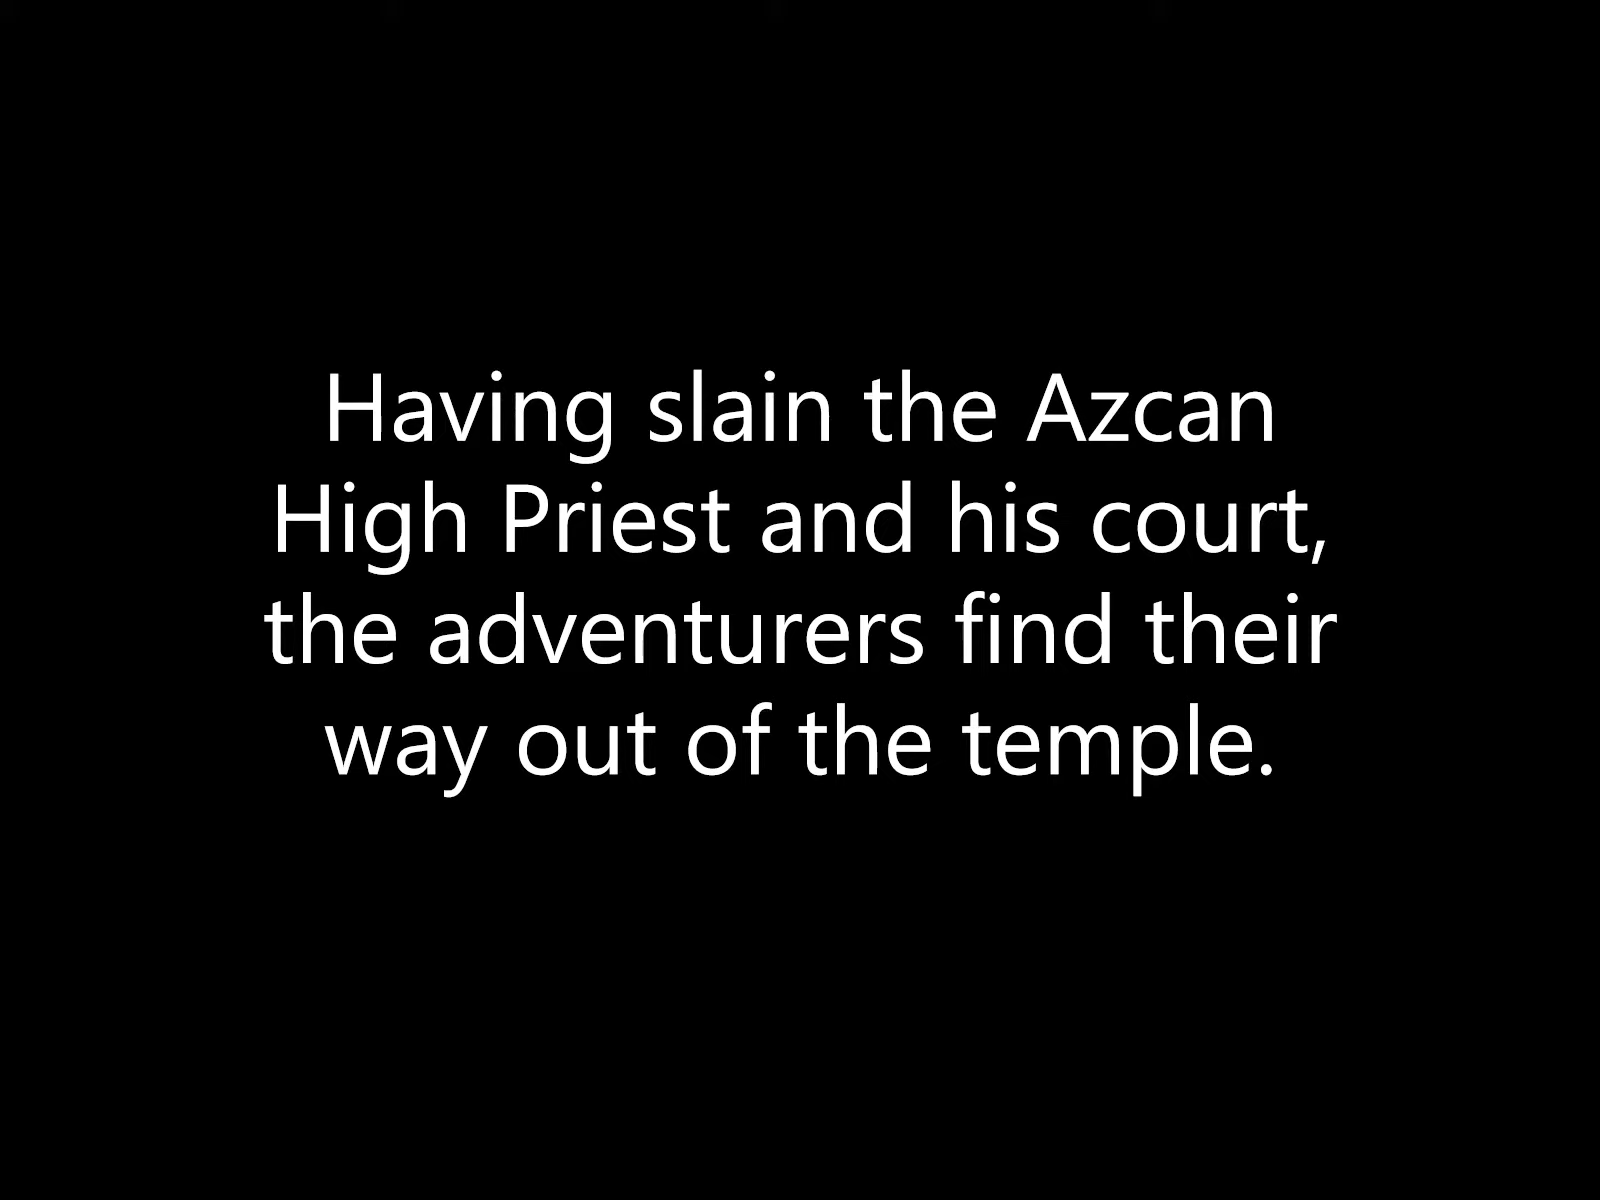 Having slain the Azcan
High Priest and his court,
the adventurers find their
way out of the temple.